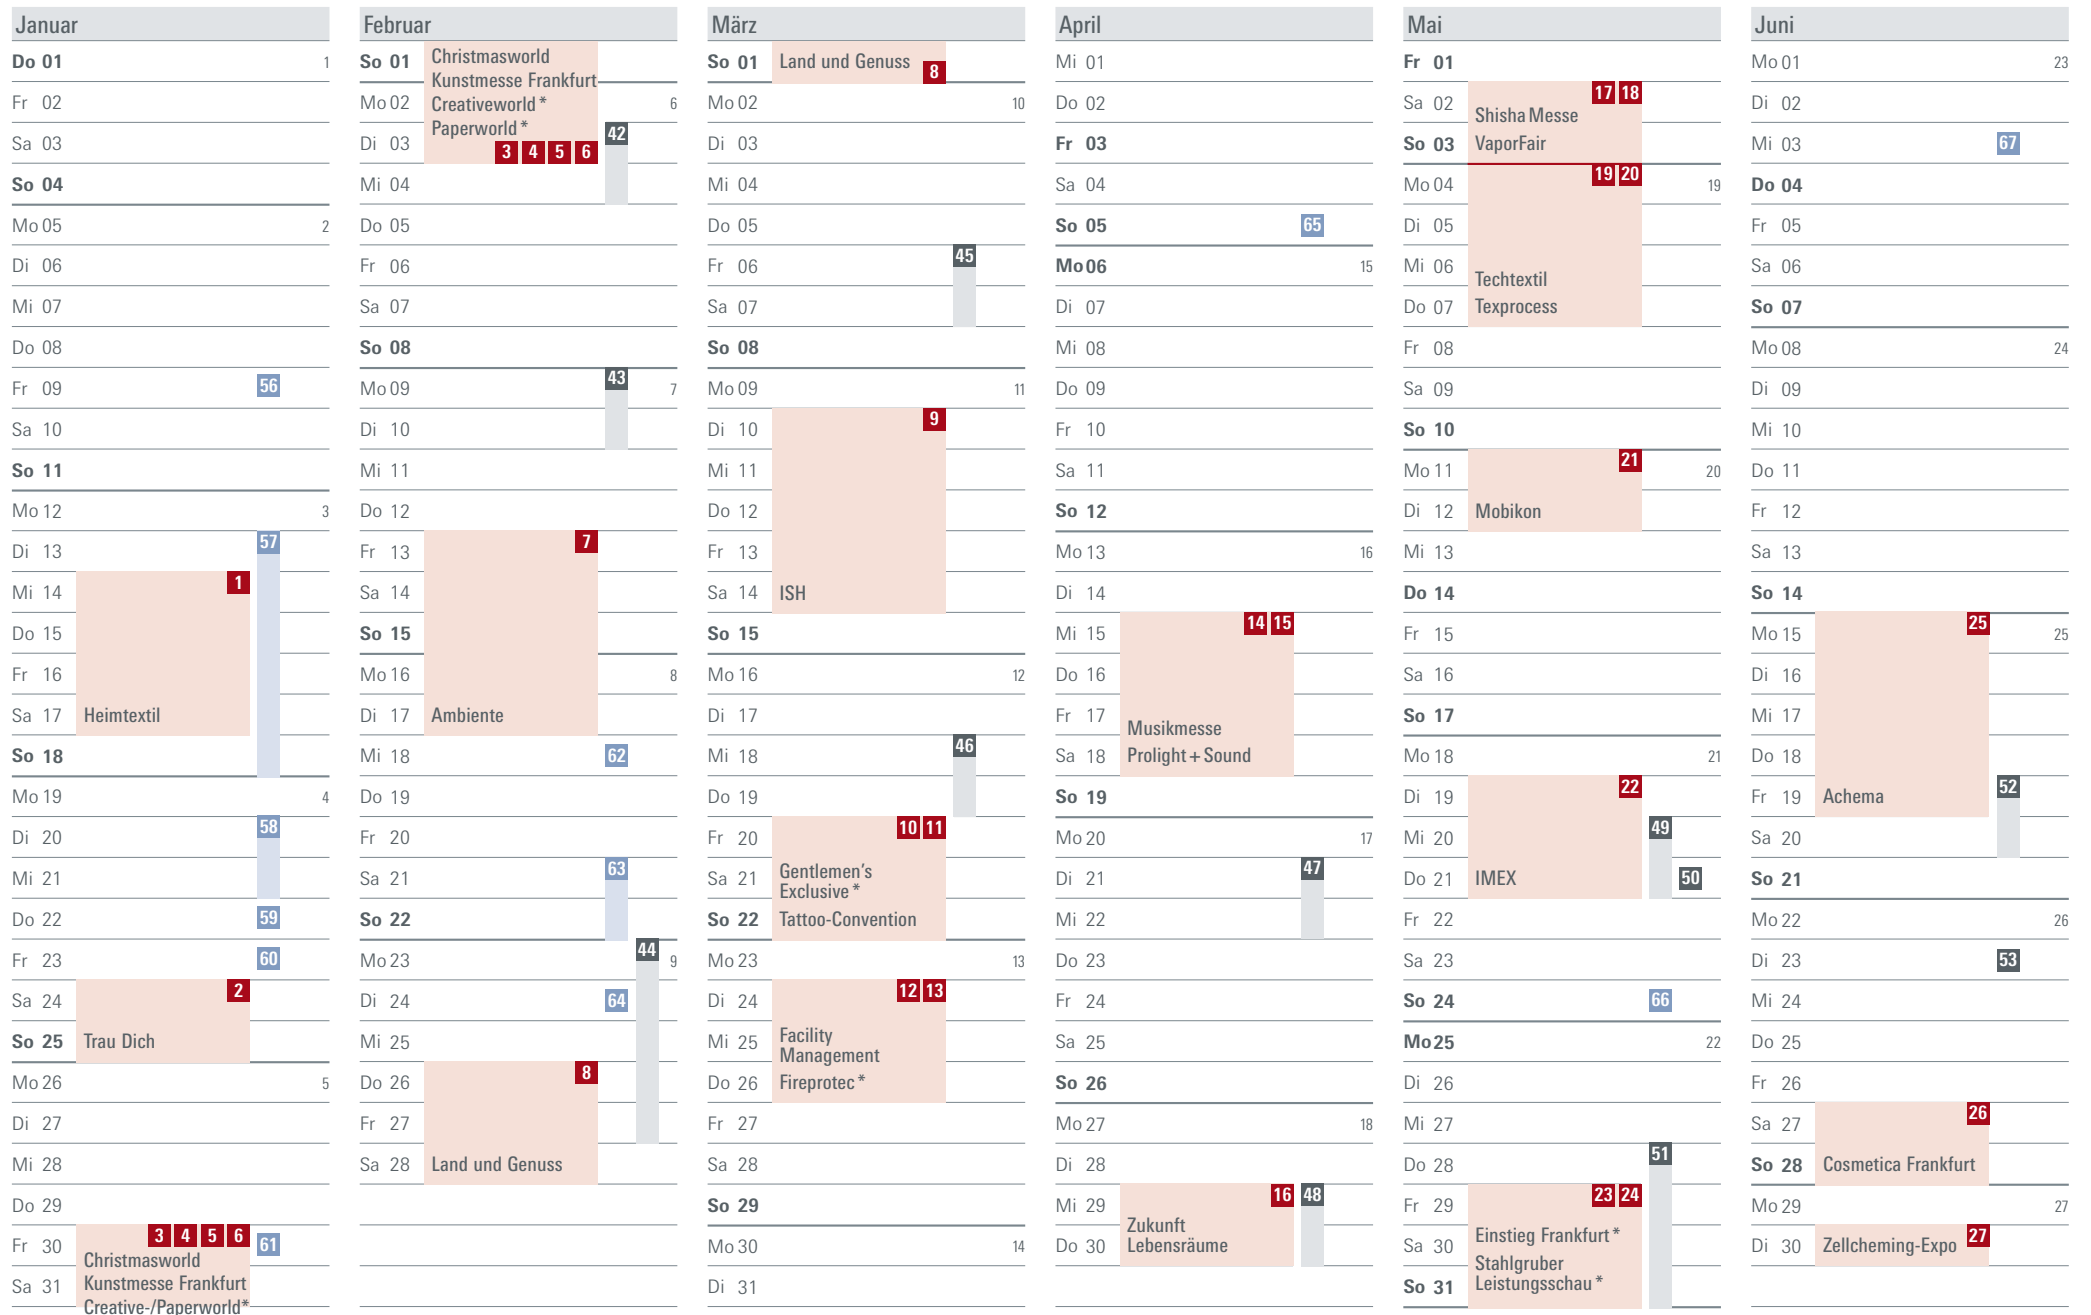 Januar
Do 01 1
Fr 02
Sa 03
So 04
Mo 05 2
Di 06
Mi 07
Do 08
Fr 09 56
Sa 10
So 11
Mo 12 3
Di 13 57
Mi 14 1
Do 15
Fr 16
Sa 17 Heimtextil
So 18
Mo 19 4
Di 20 58
Mi 21
Do 22 59
Fr 23 60
Sa 24 2
So 25 Trau Dich
Mo 26 5
Di 27
Mi 28
Do 29
Fr 30 3 4 5 6 61
Christmasworld
Sa 31 Kunstmesse Frankfurt
Creative-/Paperworld*
Februar
So 01 Christmasworld
Kunstmesse Frankfurt
Mo 02 Creativeworld* 6
Paperworld*
Di 03 3 4 5 6 42
Mi 04
Do 05
Fr 06
Sa 07
So 08
Mo 09 43 7
Di 10
Mi 11
Do 12
Fr 13 7
Sa 14
So 15
Mo 16 8
Di 17 Ambiente
Mi 18 62
Do 19
Fr 20
Sa 21 63
So 22
Mo 23 44 9
Di 24 64
Mi 25
Do 26 8
Fr 27
Sa 28 Land und Genuss
März
So 01 Land und Genuss 8
Mo 02 10
Di 03
Mi 04
Do 05
Fr 06 45
Sa 07
So 08
Mo 09 11
Di 10 9
Mi 11
Do 12
Fr 13
Sa 14 ISH
So 15
Mo 16 12
Di 17
Mi 18 46
Do 19
Fr 20 10 11
Sa 21 Gentlemen's
Exclusive*
So 22 Tattoo-Convention
Mo 23 13
Di 24 12 13
Mi 25 Facility
Management
Do 26 Fireprotec*
Fr 27
Sa 28
So 29
Mo 30 14
Di 31
April
Mi 01
Do 02
Fr 03
Sa 04
So 05 65
Mo 06 15
Di 07
Mi 08
Do 09
Fr 10
Sa 11
So 12
Mo 13 16
Di 14
Mi 15 14 15
Do 16
Fr 17 Musikmesse
Sa 18 Prolight + Sound
So 19
Mo 20 17
Di 21 47
Mi 22
Do 23
Fr 24
Sa 25
So 26
Mo 27 18
Di 28
Mi 29 16 48
Zukunft
Do 30 Lebensräume
Mai
Fr 01
Sa 02 17 18
Shisha Messe
So 03 VaporFair
Mo 04 19 20 19
Di 05
Mi 06 Techtextil
Do 07 Texprocess
Fr 08
Sa 09
So 10
Mo 11 21 20
Di 12 Mobikon
Mi 13
Do 14
Fr 15
Sa 16
So 17
Mo 18 21
Di 19 22
Mi 20 49
Do 21 IMEX 50
Fr 22
Sa 23
So 24 66
Mo 25 22
Di 26
Mi 27
Do 28 51
Fr 29 23 24
Sa 30 Einstieg Frankfurt*
Stahlgruber
So 31 Leistungsschau*
Juni
Mo 01 23
Di 02
Mi 03 67
Do 04
Fr 05
Sa 06
So 07
Mo 08 24
Di 09
Mi 10
Do 11
Fr 12
Sa 13
So 14
Mo 15 25 25
Di 16
Mi 17
Do 18
Fr 19 Achema 52
Sa 20
So 21
Mo 22 26
Di 23 53
Mi 24
Do 25
Fr 26
Sa 27 26
So 28 Cosmetica Frankfurt
Mo 29 27
Di 30 Zellcheming-Expo 27